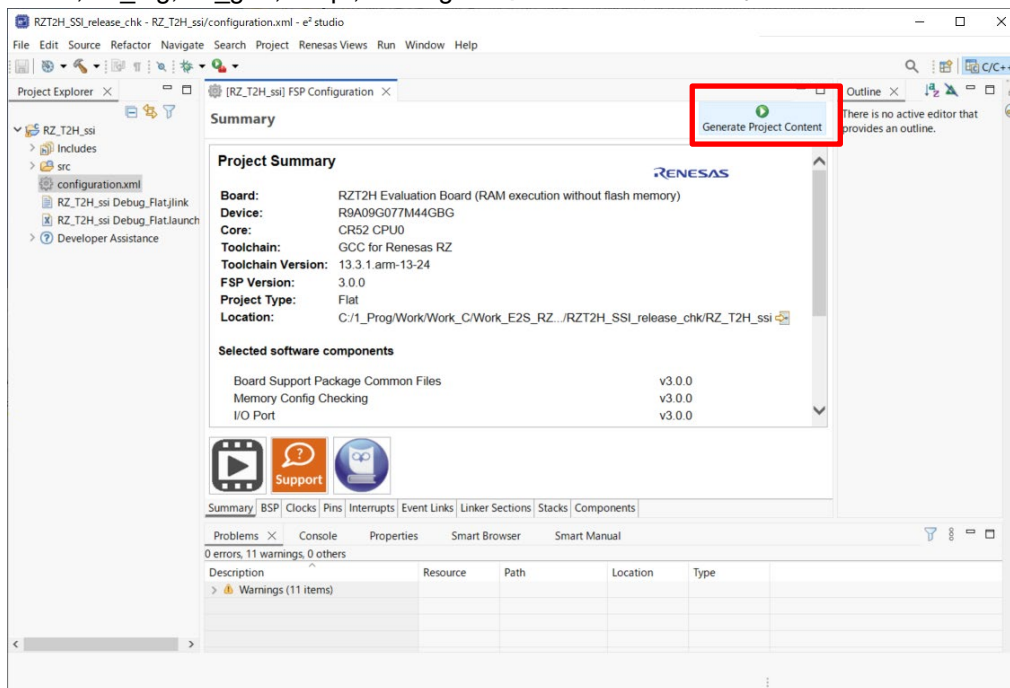 RZT2H_SSI_release_chk - RZ_T2H_ssi/configuration.xml - e² studio
File Edit Source Refactor Navigate Search Project Renesas Views Run Window Help
C/C++
Project Explorer
[RZ_T2H_ssi] FSP Configuration
Outline
Summary
Generate Project Content
There is no active editor that
provides an outline.
RZ_T2H_ssi
Includes
src
configuration.xml
RZ_T2H_ssi Debug_Flat.jlink
RZ_T2H_ssi Debug_Flat.launch
Developer Assistance
Project Summary
RENESAS
Board: RZT2H Evaluation Board (RAM execution without flash memory)
Device: R9A09G077M44GBG
Core: CR52 CPU0
Toolchain: GCC for Renesas RZ
Toolchain Version: 13.3.1.arm-13-24
FSP Version: 3.0.0
Project Type: Flat
Location: C:/1_Prog/Work/Work_C/Work_E2S_RZ.../RZT2H_SSI_release_chk/RZ_T2H_ssi
Selected software components
Board Support Package Common Files v3.0.0
Memory Config Checking v3.0.0
I/O Port v3.0.0
Support
Summary BSP Clocks Pins Interrupts Event Links Linker Sections Stacks Components
Problems Console Properties Smart Browser Smart Manual
0 errors, 11 warnings, 0 others
Description Resource Path Location Type
Warnings (11 items)